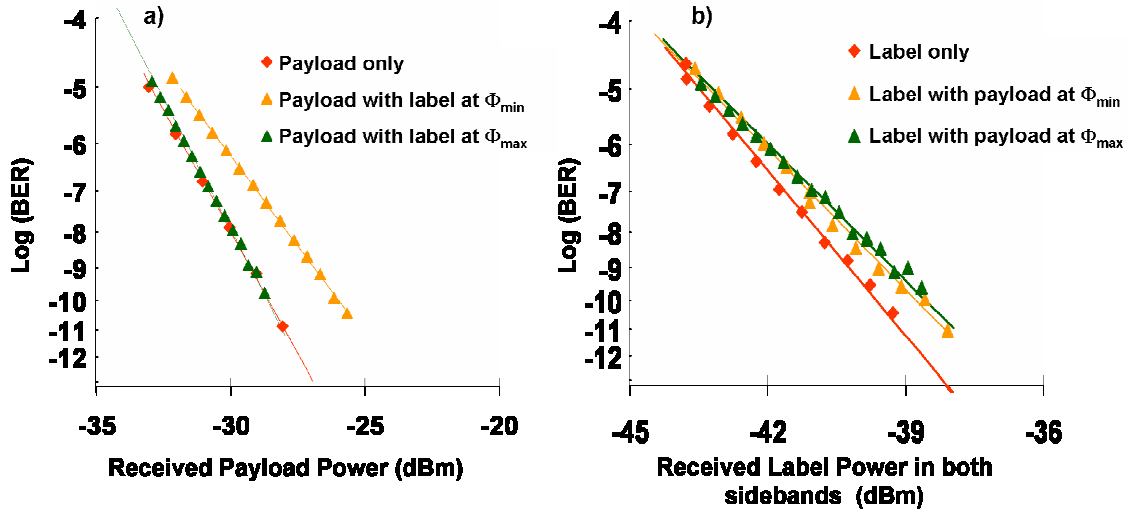 a)
Payload only
Payload with label at Φmin
Payload with label at Φmax
-4
-5
-6
-7
-8
-9
-10
-11
-12
Log (BER)
-35
-30
-25
-20
Received Payload Power (dBm)
b)
Label only
Label with payload at Φmin
Label with payload at Φmax
-4
-5
-6
-7
-8
-9
-10
-11
-12
Log (BER)
-45
-42
-39
-36
Received Label Power in both
sidebands (dBm)